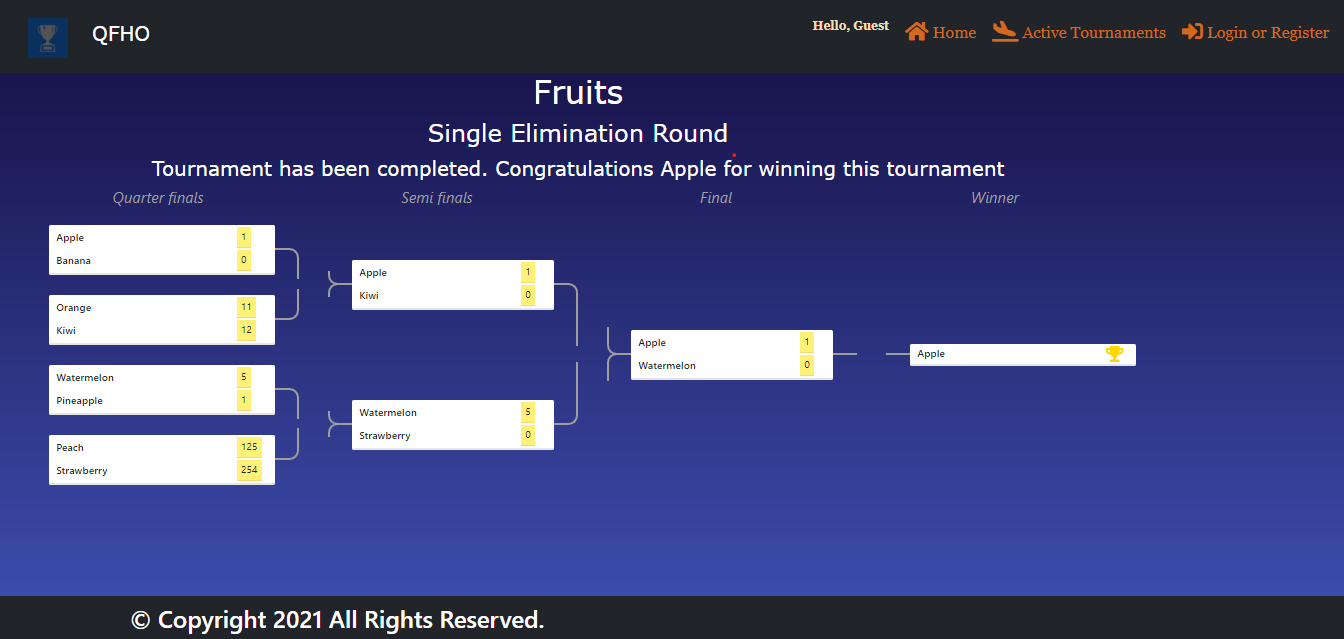 QFHO
Hello, Guest
Home
Active Tournaments
Login or Register
Fruits
Single Elimination Round
Tournament has been completed. Congratulations Apple for winning this tournament
Quarter finals
Semi finals
Final
Winner
Apple 1
Banana 0
Orange 11
Kiwi 12
Watermelon 5
Pineapple 1
Peach 125
Strawberry 254
Apple 1
Kiwi 0
Watermelon 5
Strawberry 0
Apple 1
Watermelon 0
Apple
© Copyright 2021 All Rights Reserved.